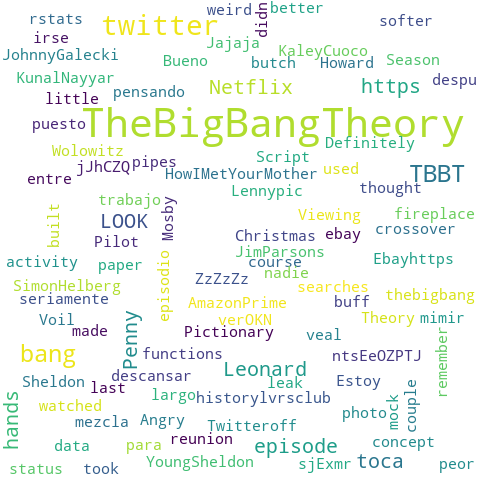 weird didn better
rstats twitter softer
irse Jajaja KaleyCuoco
JohnnyGalecki Bueno butch Howard Season
KunalNayyar pensando Netflix https despu
little
puesto TheBigBangTheory
Definitely
Wolowitz Script
jJhCZQ pipes HowIMetYourMother used TBBT
entre Lennypic thought
trabajo
built LOOK Mosby Viewing fireplace
Pilot Christmas ebay crossover
activity paper JimParsons Ebayhttps
course nadie
SimonHelberg episodio ZzZzZz searches
seriamente AmazonPrime buff thebigbang
Voil Penny verOKN Theory mimir
made Pictionary veal remember
bang functions ntsEeOZPTJ
Sheldon descansar Leonard Estoy
last largo leak
hands watched historylvrsclub photo mock couple
mezcla Angry Twitteroff
data para reunion episode concept
status took YoungSheldon sjExmr toca peor